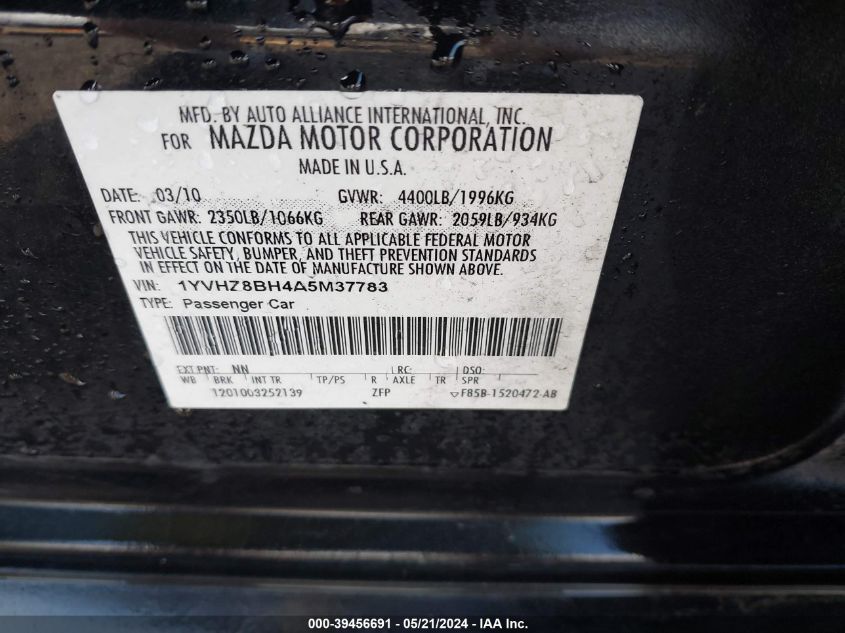 MFD. BY AUTO ALLIANCE INTERNATIONAL, INC.
FOR MAZDA MOTOR CORPORATION
MADE IN U.S.A.
DATE: 03/10 GVWR: 4400LB/1996KG
FRONT GAWR: 2350LB/1066KG REAR GAWR: 2059LB/934KG
THIS VEHICLE CONFORMS TO ALL APPLICABLE FEDERAL MOTOR
VEHICLE SAFETY, BUMPER, AND THEFT PREVENTION STANDARDS
IN EFFECT ON THE DATE OF MANUFACTURE SHOWN ABOVE.
VIN: 1YVHZ8BH4A5M37783
TYPE: Passenger Car
EXT PNT: NN RC: DSO:
WB BRK INT TR TP/PS R AXLE TR SPR
1201003252139 ZFP F85B-1520472-AB
000-39456691 - 05/21/2024 - IAA Inc.